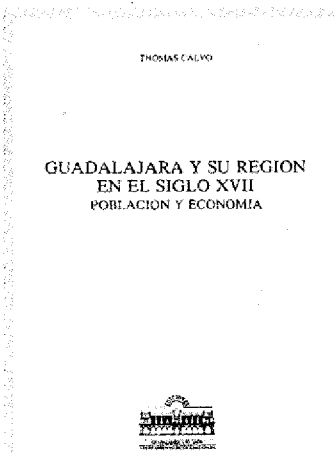 THOMAS CALVO
GUADALAJARA Y SU REGION
EN EL SIGLO XVII
POBLACION Y ECONOMIA